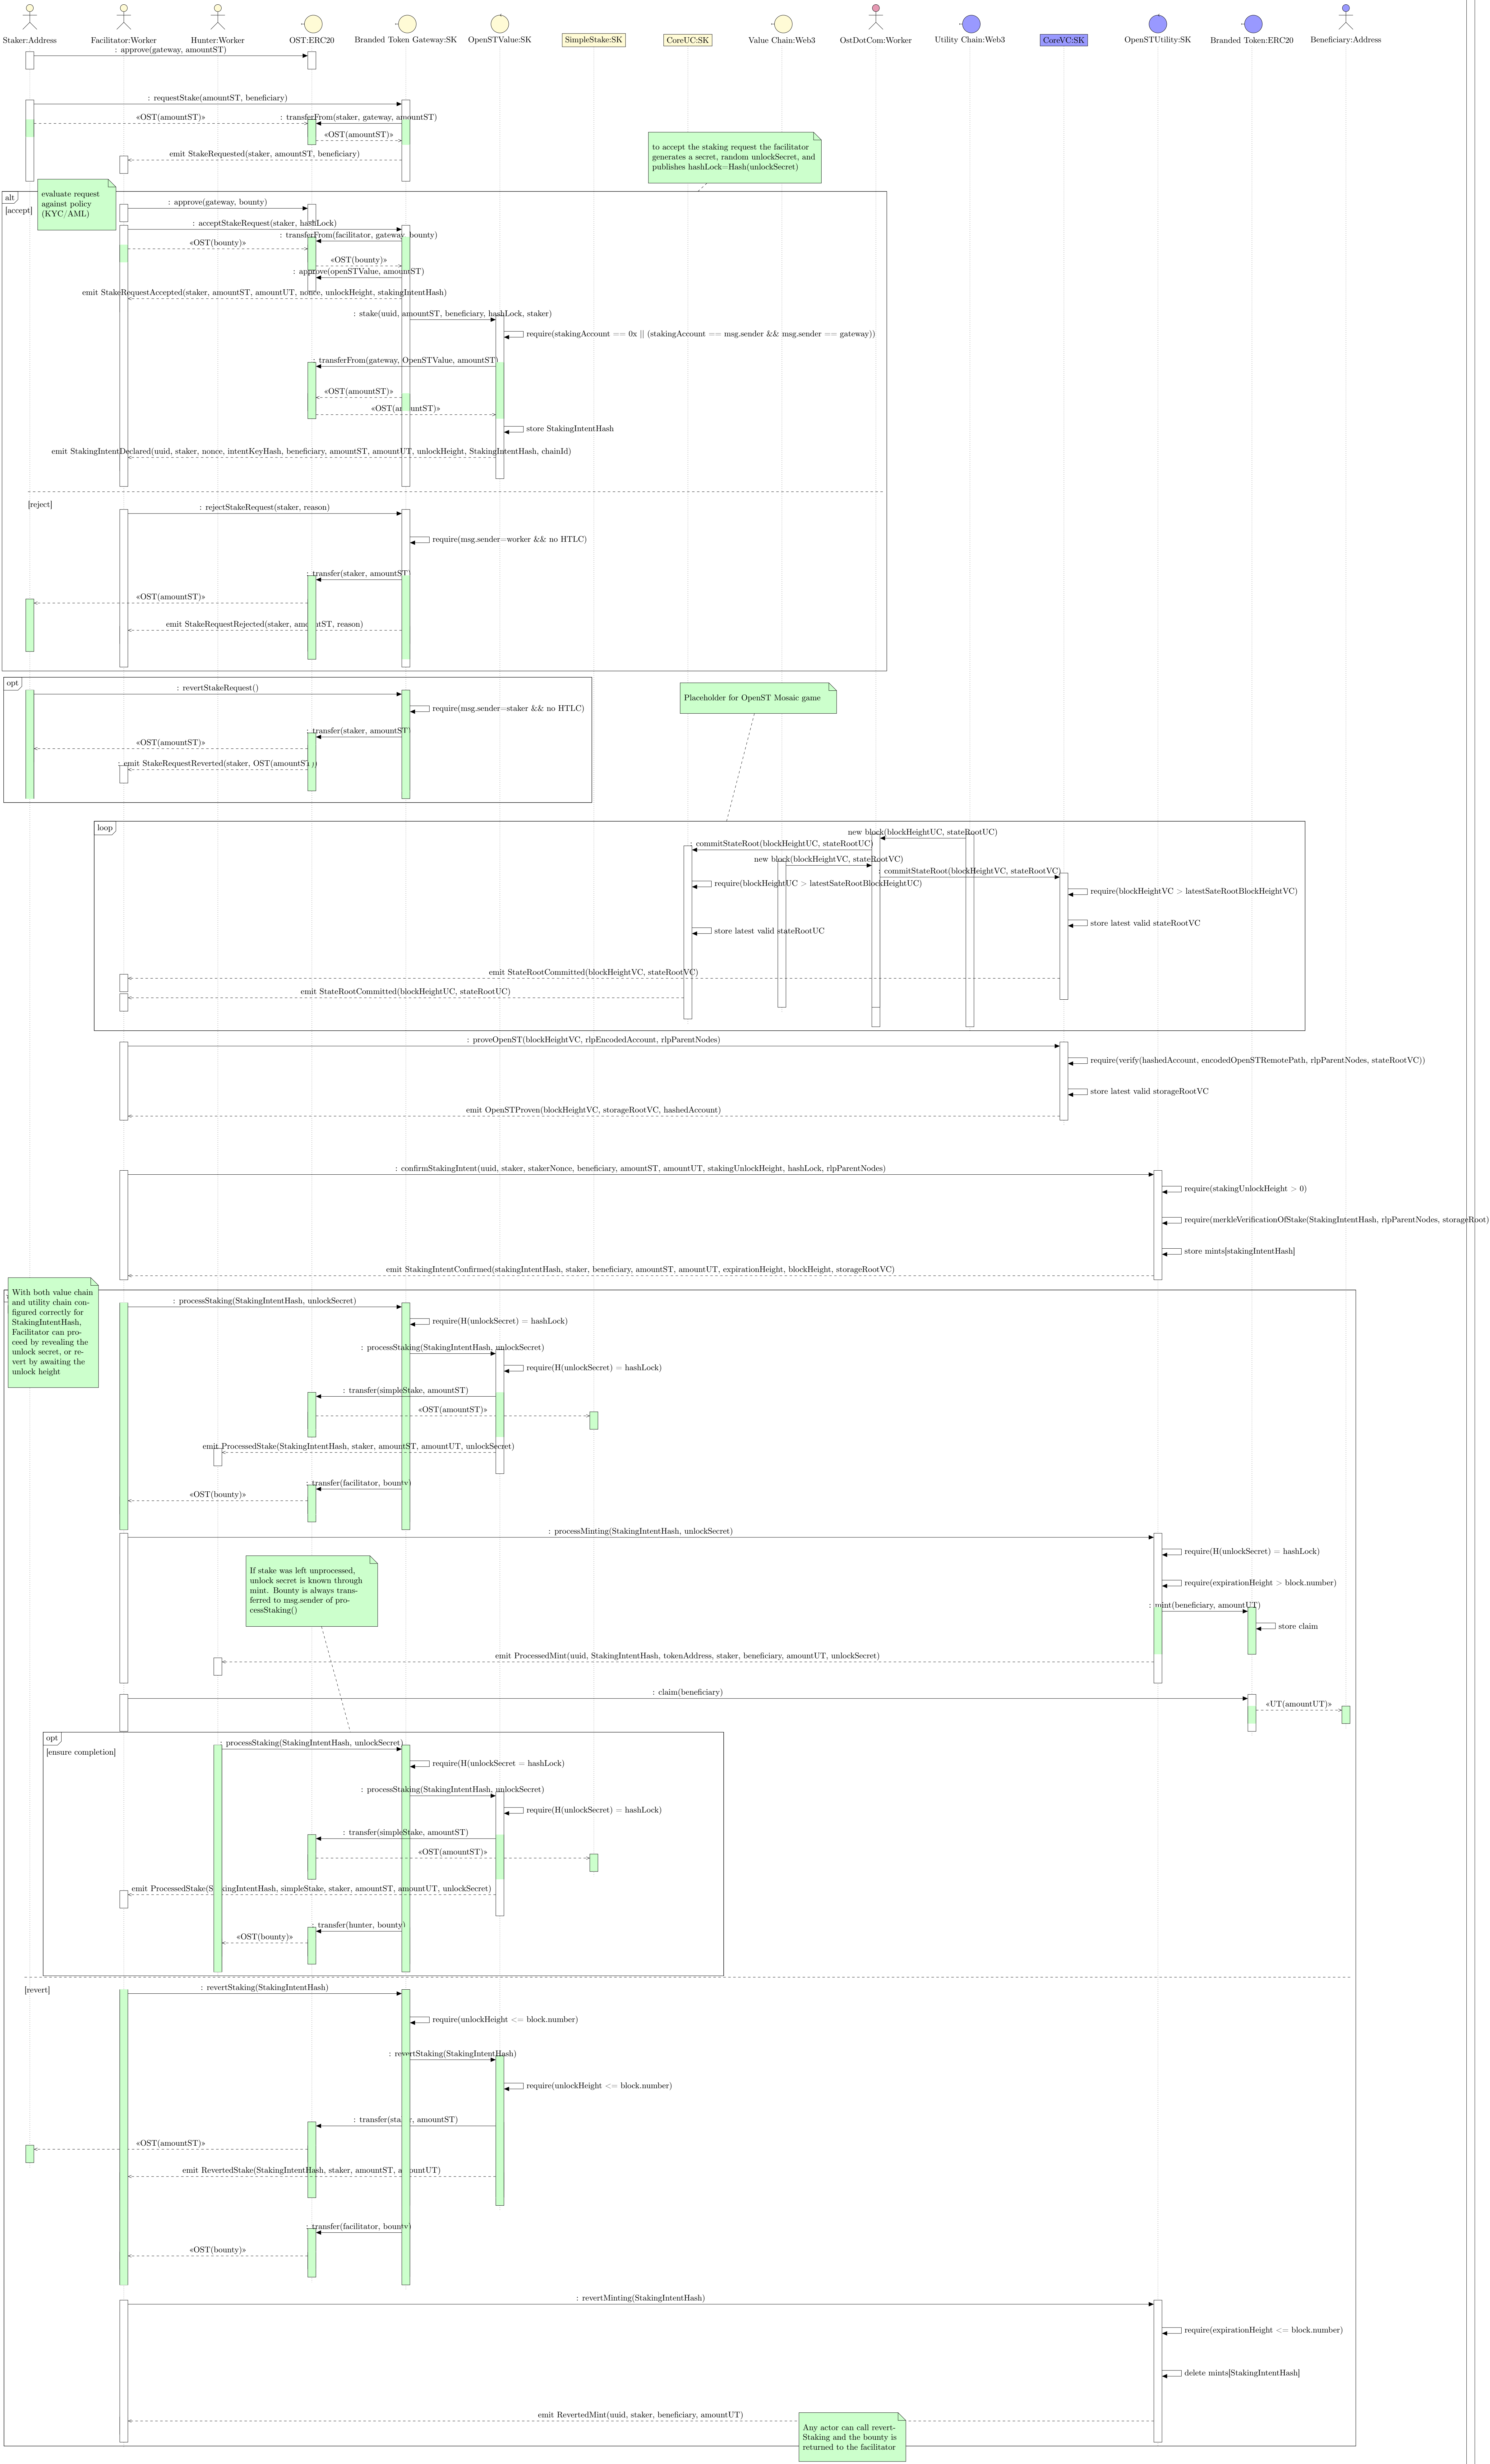 Staker:Address
Facilitator:Worker
Hunter:Worker
OST:ERC20
Branded Token Gateway:SK
OpenSTValue:SK
SimpleStake:SK
CoreUC:SK
Value Chain:Web3
OstDotCom:Worker
Utility Chain:Web3
CoreVC:SK
OpenSTUtility:SK
Branded Token:ERC20
Beneficiary:Address
: approve(gateway, amountST)
: requestStake(amountST, beneficiary)
«OST(amountST)»
: transferFrom(staker, gateway, amountST)
«OST(amountST)»
emit StakeRequested(staker, amountST, beneficiary)
to accept the staking request the facilitator
generates a secret, random unlockSecret, and
publishes hashLock=Hash(unlockSecret)
alt
[accept]
evaluate request
against policy
(KYC/AML)
: approve(gateway, bounty)
: acceptStakeRequest(staker, hashLock)
: transferFrom(facilitator, gateway, bounty)
«OST(bounty)»
«OST(bounty)»
: approve(openSTValue, amountST)
emit StakeRequestAccepted(staker, amountST, amountUT, nonce, unlockHeight, stakingIntentHash)
: stake(uuid, amountST, beneficiary, hashLock, staker)
require(stakingAccount == 0x || (stakingAccount == msg.sender && msg.sender == gateway))
: transferFrom(gateway, OpenSTValue, amountST)
«OST(amountST)»
«OST(amountST)»
store StakingIntentHash
emit StakingIntentDeclared(uuid, staker, nonce, intentKeyHash, beneficiary, amountST, amountUT, unlockHeight, StakingIntentHash, chainId)
[reject]
: rejectStakeRequest(staker, reason)
require(msg.sender=worker && no HTLC)
: transfer(staker, amountST)
«OST(amountST)»
emit StakeRequestRejected(staker, amountST, reason)
opt
: revertStakeRequest()
require(msg.sender=staker && no HTLC)
: transfer(staker, amountST)
«OST(amountST)»
: emit StakeRequestReverted(staker, OST(amountST))
Placeholder for OpenST Mosaic game
loop
new block(blockHeightUC, stateRootUC)
: commitStateRoot(blockHeightUC, stateRootUC)
new block(blockHeightVC, stateRootVC)
: commitStateRoot(blockHeightVC, stateRootVC)
require(blockHeightUC > latestSateRootBlockHeightUC)
require(blockHeightVC > latestSateRootBlockHeightVC)
store latest valid stateRootVC
store latest valid stateRootUC
emit StateRootCommitted(blockHeightVC, stateRootVC)
emit StateRootCommitted(blockHeightUC, stateRootUC)
: proveOpenST(blockHeightVC, rlpEncodedAccount, rlpParentNodes)
require(verify(hashedAccount, encodedOpenSTRemotePath, rlpParentNodes, stateRootVC))
store latest valid storageRootVC
emit OpenSTProven(blockHeightVC, storageRootVC, hashedAccount)
: confirmStakingIntent(uuid, staker, stakerNonce, beneficiary, amountST, amountUT, stakingUnlockHeight, hashLock, rlpParentNodes)
require(stakingUnlockHeight > 0)
require(merkleVerificationOfStake(StakingIntentHash, rlpParentNodes, storageRoot)
store mints[stakingIntentHash]
emit StakingIntentConfirmed(stakingIntentHash, staker, beneficiary, amountST, amountUT, expirationHeight, blockHeight, storageRootVC)
With both value chain
and utility chain con-
figured correctly for
StakingIntentHash,
Facilitator can pro-
ceed by revealing the
unlock secret, or re-
vert by awaiting the
unlock height
: processStaking(StakingIntentHash, unlockSecret)
require(H(unlockSecret) = hashLock)
: processStaking(StakingIntentHash, unlockSecret)
require(H(unlockSecret) = hashLock)
: transfer(simpleStake, amountST)
«OST(amountST)»
emit ProcessedStake(StakingIntentHash, staker, amountST, amountUT, unlockSecret)
: transfer(facilitator, bounty)
«OST(bounty)»
: processMinting(StakingIntentHash, unlockSecret)
require(H(unlockSecret) = hashLock)
If stake was left unprocessed,
unlock secret is known through
mint. Bounty is always trans-
ferred to msg.sender of pro-
cessStaking()
require(expirationHeight > block.number)
: mint(beneficiary, amountUT)
store claim
emit ProcessedMint(uuid, StakingIntentHash, tokenAddress, staker, beneficiary, amountUT, unlockSecret)
: claim(beneficiary)
«UT(amountUT)»
opt
[ensure completion]
: processStaking(StakingIntentHash, unlockSecret)
require(H(unlockSecret = hashLock)
: processStaking(StakingIntentHash, unlockSecret)
require(H(unlockSecret) = hashLock)
: transfer(simpleStake, amountST)
«OST(amountST)»
emit ProcessedStake(StakingIntentHash, simpleStake, staker, amountST, amountUT, unlockSecret)
: transfer(hunter, bounty)
«OST(bounty)»
[revert]
: revertStaking(StakingIntentHash)
require(unlockHeight <= block.number)
: revertStaking(StakingIntentHash)
require(unlockHeight <= block.number)
: transfer(staker, amountST)
«OST(amountST)»
emit RevertedStake(StakingIntentHash, staker, amountST, amountUT)
: transfer(facilitator, bounty)
«OST(bounty)»
: revertMinting(StakingIntentHash)
require(expirationHeight <= block.number)
delete mints[StakingIntentHash]
emit RevertedMint(uuid, staker, beneficiary, amountUT)
Any actor can call revert-
Staking and the bounty is
returned to the facilitator